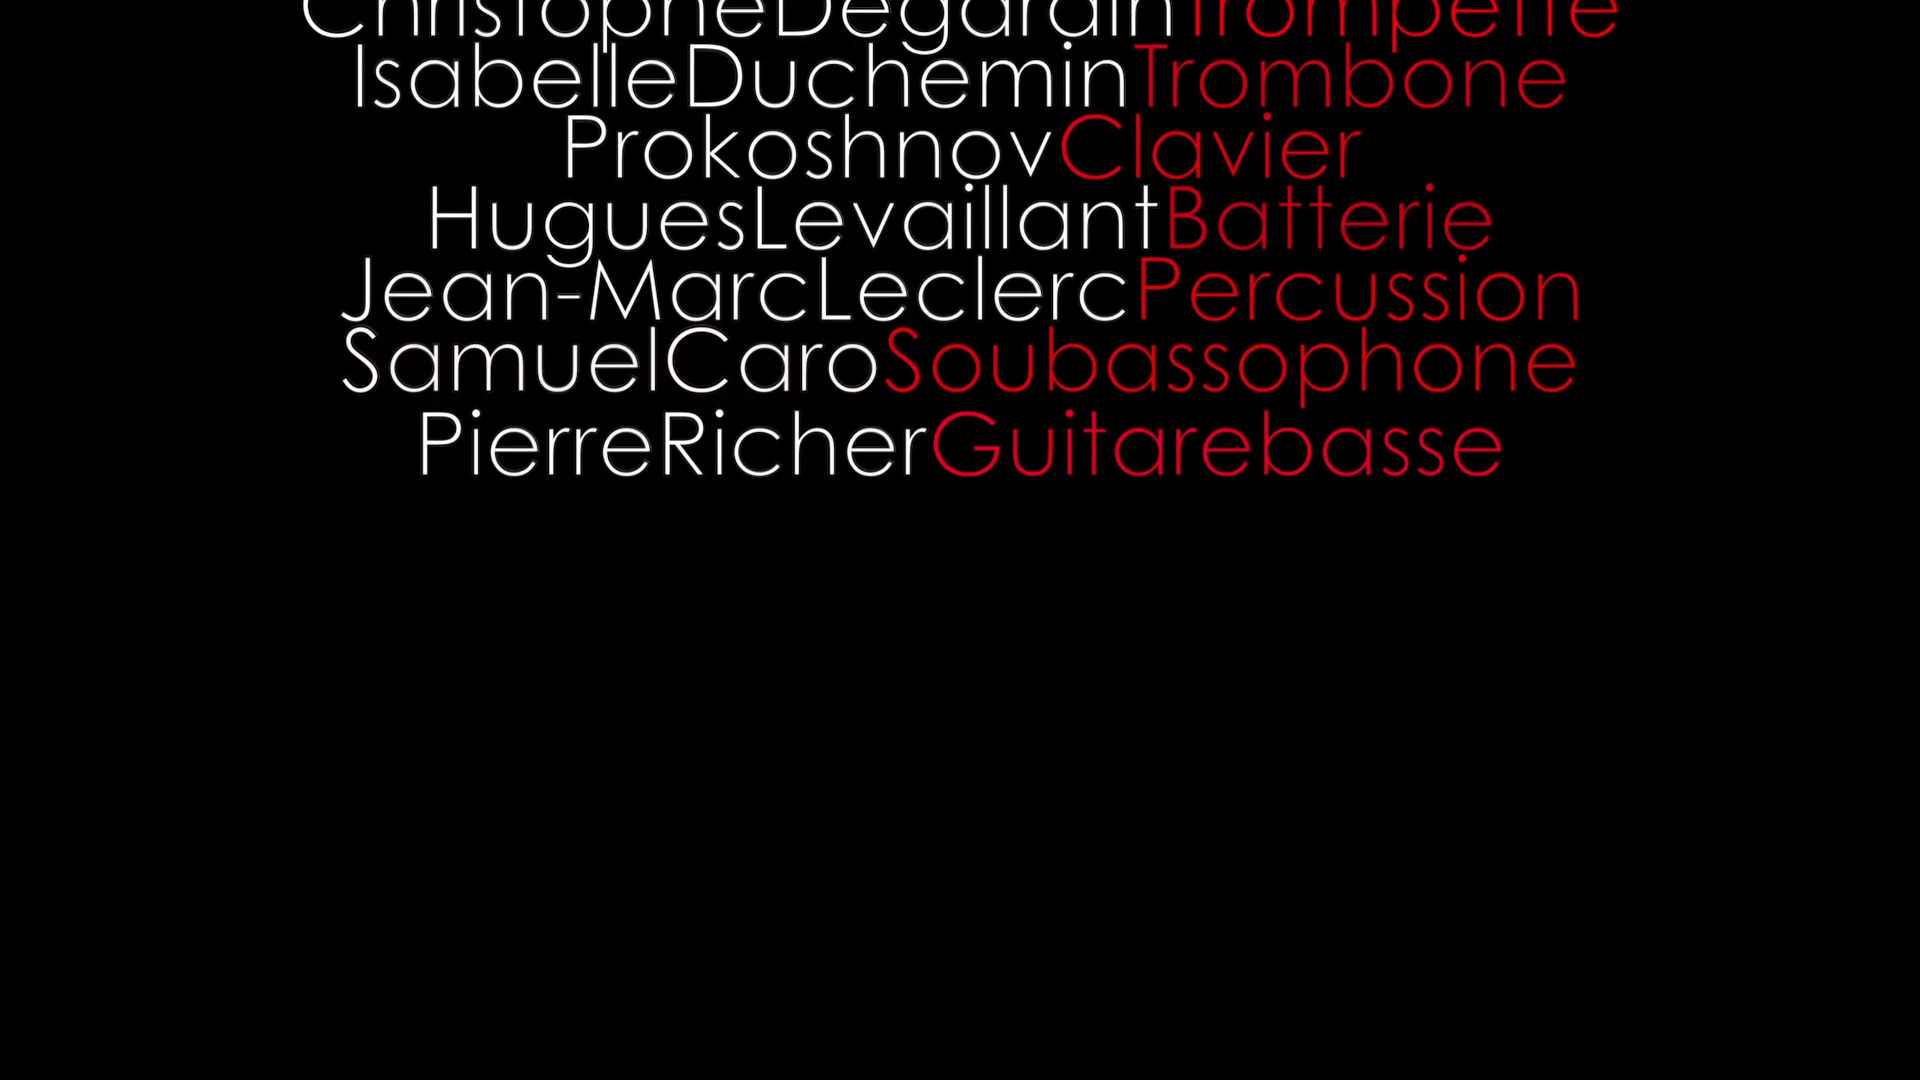 ChristopheDegardinTrompette
IsabelleDucheminTrombone
ProkoshnovClavier
HuguesLevaillantBatterie
Jean-MarcLeclercPercussion
SamuelCaroSoubassophone
PierreRicherGuitarebasse